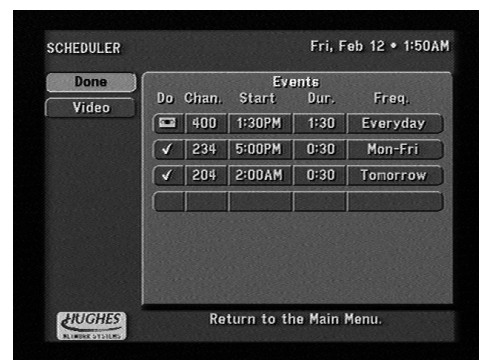 SCHEDULER Fri, Feb 12 • 1:50AM
Done
Video
Events
Do Chan. Start Dur. Freq.
400 1:30PM 1:30 Everyday
✓ 234 5:00PM 0:30 Mon-Fri
✓ 204 2:00AM 0:30 Tomorrow
HUGHES
NETWORK SYSTEMS
Return to the Main Menu.